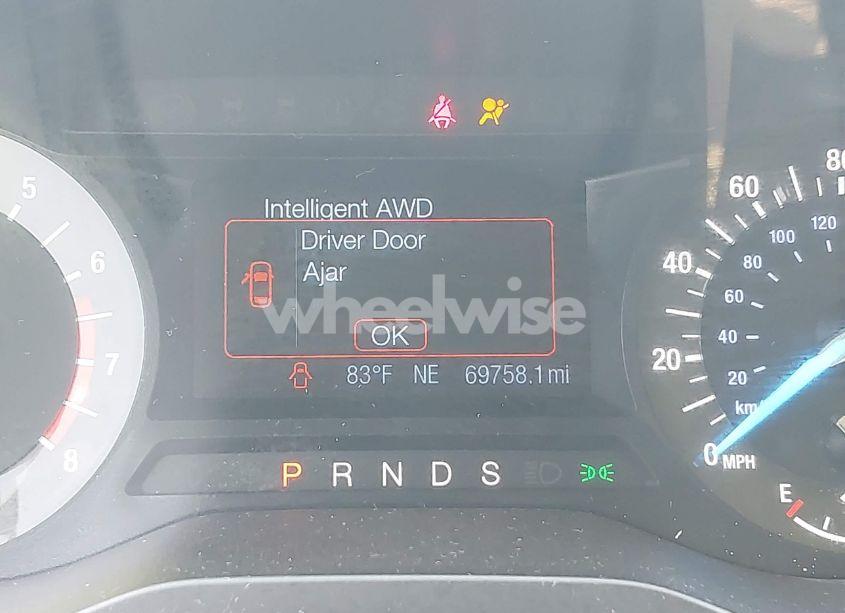 5
6
7
8
Intelligent AWD
Driver Door
Ajar
wheelwise
OK
83°F NE 69758.1mi
P R N D S
80
60
40
20
0 MPH
120
100
80
60
40
20
km/
E